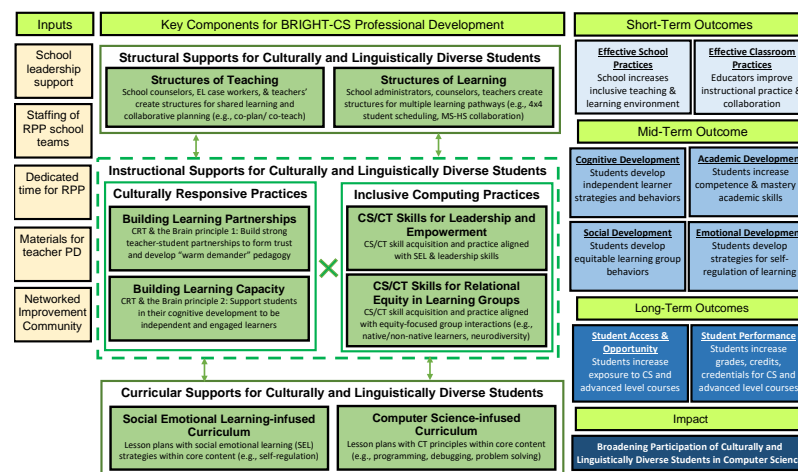 Inputs
School
leadership
support
Staffing of
RPP school
teams
Dedicated
time for RPP
Materials for
teacher PD
Networked
Improvement
Community
Key Components for BRIGHT-CS Professional Development
Structural Supports for Culturally and Linguistically Diverse Students
Structures of Teaching
School counselors, EL case workers, & teachers’
create structures for shared learning and
collaborative planning (e.g., co-plan/ co-teach)
Structures of Learning
School administrators, counselors, teachers create
structures for multiple learning pathways (e.g., 4x4
student scheduling, MS-HS collaboration)
Instructional Supports for Culturally and Linguistically Diverse Students
Culturally Responsive Practices
Building Learning Partnerships
CRT & the Brain principle 1: Build strong
teacher-student partnerships to form trust
and develop “warm demander” pedagogy
Building Learning Capacity
CRT & the Brain principle 2: Support students
in their cognitive development to be
independent and engaged learners
Inclusive Computing Practices
CS/CT Skills for Leadership and
Empowerment
CS/CT skill acquisition and practice aligned
with SEL & leadership skills
CS/CT Skills for Relational
Equity in Learning Groups
CS/CT skill acquisition and practice aligned
with equity-focused group interactions (e.g.,
native/non-native learners, neurodiversity)
Curricular Supports for Culturally and Linguistically Diverse Students
Social Emotional Learning-infused
Curriculum
Lesson plans with social emotional learning (SEL)
strategies within core content (e.g., self-regulation)
Computer Science-infused
Curriculum
Lesson plans with CT principles within core content
(e.g., programming, debugging, problem solving)
Short-Term Outcomes
Effective School
Practices
School increases
inclusive teaching &
learning environment
Effective Classroom
Practices
Educators improve
instructional practice &
collaboration
Mid-Term Outcome
Cognitive Development
Students develop
independent learner
strategies and behaviors
Academic Development
Students increase
competence & mastery
academic skills
Social Development
Students develop
equitable learning group
behaviors
Emotional Development
Students develop
strategies for self-
regulation of learning
Long-Term Outcomes
Student Access &
Opportunity
Students increase
exposure to CS and
advanced level courses
Student Performance
Students increase
grades, credits,
credentials for CS and
advanced level courses
Impact
Broadening Participation of Culturally and
Linguistically Diverse Students in Computer Scienc